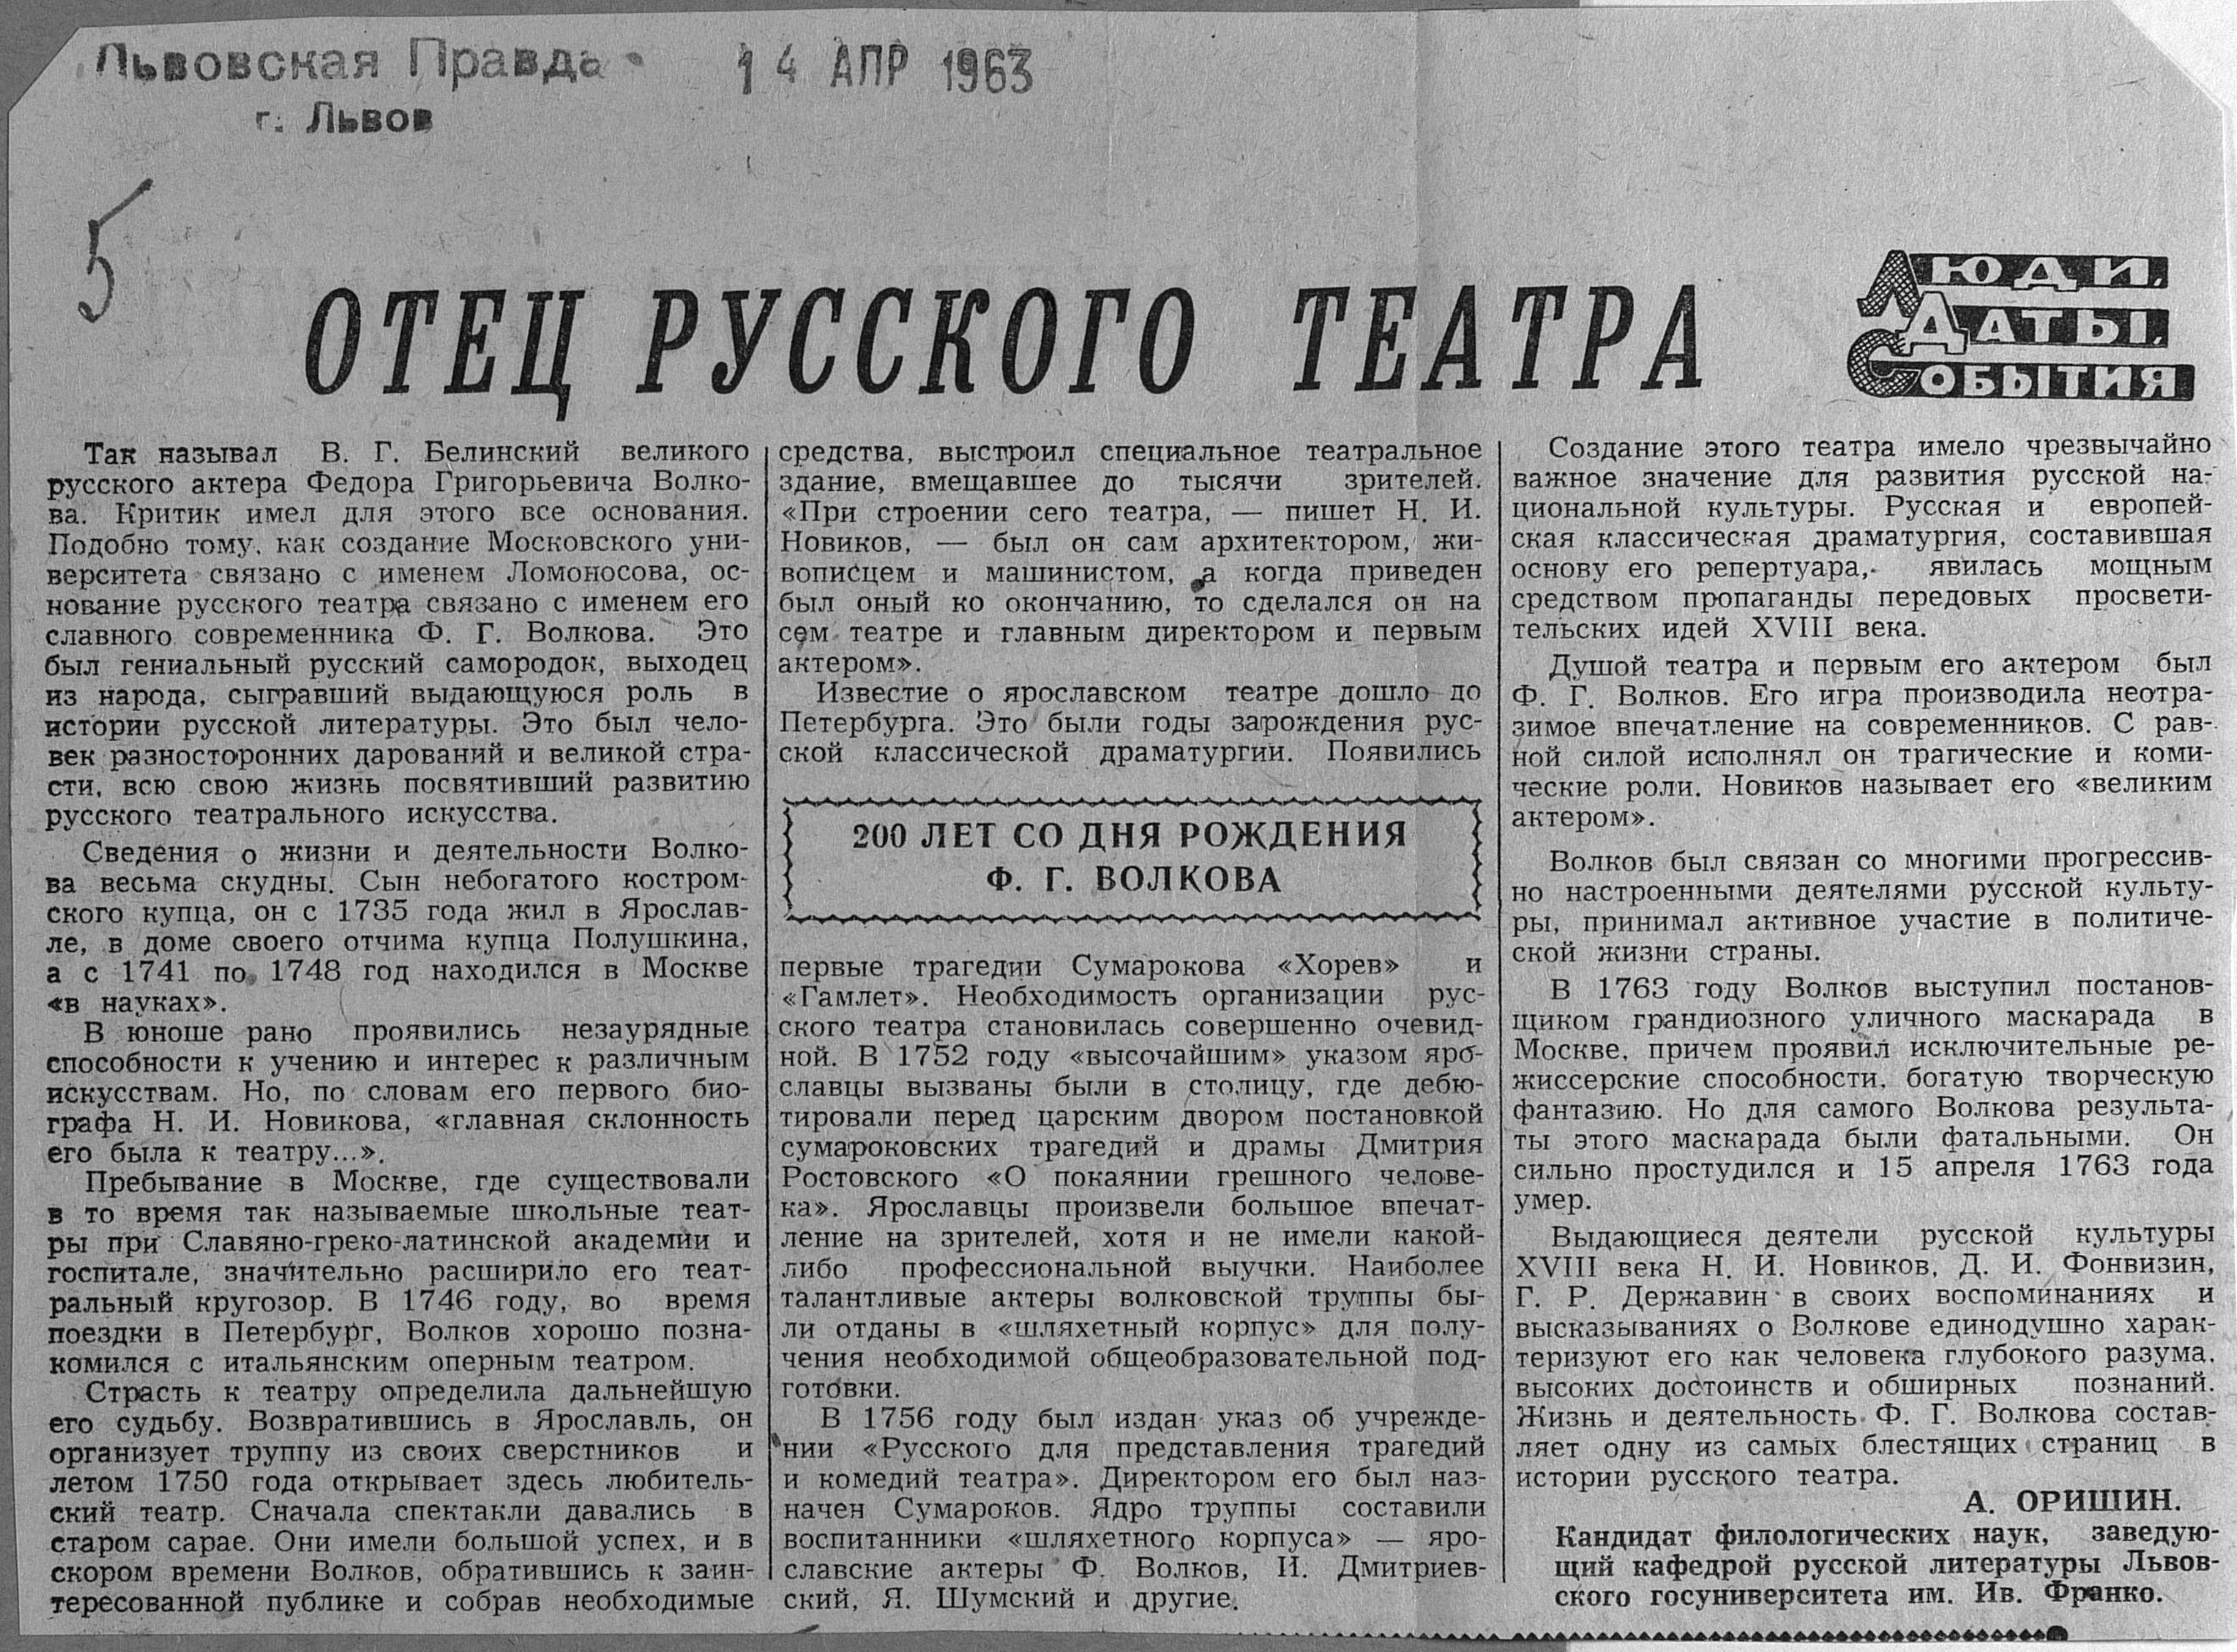 Львовская Правда
г. Львов
14 АПР 1963
5
ОТЕЦ РУССКОГО ТЕАТРА
ЛЮДИ,
ДАТЫ,
СОБЫТИЯ
Так называл В. Г. Белинский великого
русского актера Федора Григорьевича Волко-
ва. Критик имел для этого все основания.
Подобно тому, как создание Московского уни-
верситета связано с именем Ломоносова, ос-
нование русского театра связано с именем его
славного современника Ф. Г. Волкова. Это
был гениальный русский самородок, выходец
из народа, сыгравший выдающуюся роль в
истории русской литературы. Это был чело-
век разносторонних дарований и великой стра-
сти, всю свою жизнь посвятивший развитию
русского театрального искусства.
Сведения о жизни и деятельности Волко-
ва весьма скудны. Сын небогатого костром-
ского купца, он с 1735 года жил в Ярослав-
ле, в доме своего отчима купца Полушкина,
а с 1741 по 1748 год находился в Москве
«в науках».
В юноше рано проявились незаурядные
способности к учению и интерес к различным
искусствам. Но, по словам его первого био-
графа Н. И. Новикова, «главная склонность
его была к театру...».
Пребывание в Москве, где существовали
в то время так называемые школьные теат-
ры при Славяно-греко-латинской академии и
госпитале, значительно расширило его теат-
ральный кругозор. В 1746 году, во время
поездки в Петербург, Волков хорошо позна-
комился с итальянским оперным театром.
Страсть к театру определила дальнейшую
его судьбу. Возвратившись в Ярославль, он
организует труппу из своих сверстников и
летом 1750 года открывает здесь любитель-
ский театр. Сначала спектакли давались в
старом сарае. Они имели большой успех, и в
скором времени Волков, обратившись к заин-
тересованной публике и собрав необходимые
средства, выстроил специальное театральное
здание, вмещавшее до тысячи зрителей.
«При строении сего театра, — пишет Н. И.
Новиков, — был он сам архитектором, жи-
вописцем и машинистом, а когда приведен
был оный ко окончанию, то сделался он на
сем театре и главным директором и первым
актером».
Известие о ярославском театре дошло до
Петербурга. Это были годы зарождения рус-
ской классической драматургии. Появились
200 ЛЕТ СО ДНЯ РОЖДЕНИЯ
Ф. Г. ВОЛКОВА
первые трагедии Сумарокова «Хорев» и
«Гамлет». Необходимость организации рус-
ского театра становилась совершенно очевид-
ной. В 1752 году «высочайшим» указом яро-
славцы вызваны были в столицу, где дебю-
тировали перед царским двором постановкой
сумароковских трагедий и драмы Дмитрия
Ростовского «О покаянии грешного челове-
ка». Ярославцы произвели большое впечат-
ление на зрителей, хотя и не имели какой-
либо профессиональной выучки. Наиболее
талантливые актеры волковской труппы бы-
ли отданы в «шляхетный корпус» для полу-
чения необходимой общеобразовательной под-
готовки.
В 1756 году был издан указ об учрежде-
нии «Русского для представления трагедий
и комедий театра». Директором его был наз-
начен Сумароков. Ядро труппы составили
воспитанники «шляхетного корпуса» — яро-
славские актеры Ф. Волков, И. Дмитриев-
ский, Я. Шумский и другие.
Создание этого театра имело чрезвычайно
важное значение для развития русской на-
циональной культуры. Русская и европей-
ская классическая драматургия, составившая
основу его репертуара, явилась мощным
средством пропаганды передовых просвети-
тельских идей XVIII века.
Душой театра и первым его актером был
Ф. Г. Волков. Его игра производила неотра-
зимое впечатление на современников. С рав-
ной силой исполнял он трагические и коми-
ческие роли. Новиков называет его «великим
актером».
Волков был связан со многими прогрессив-
но настроенными деятелями русской культу-
ры, принимал активное участие в политиче-
ской жизни страны.
В 1763 году Волков выступил постанов-
щиком грандиозного уличного маскарада в
Москве, причем проявил исключительные ре-
жиссерские способности, богатую творческую
фантазию. Но для самого Волкова результа-
ты этого маскарада были фатальными. Он
сильно простудился и 15 апреля 1763 года
умер.
Выдающиеся деятели русской культуры
XVIII века Н. И. Новиков, Д. И. Фонвизин,
Г. Р. Державин в своих воспоминаниях и
высказываниях о Волкове единодушно харак-
теризуют его как человека глубокого разума,
высоких достоинств и обширных познаний.
Жизнь и деятельность Ф. Г. Волкова состав-
ляет одну из самых блестящих страниц в
истории русского театра.
А. ОРИШИН.
Кандидат филологических наук, заведую-
щий кафедрой русской литературы Львов-
ского госуниверситета им. Ив. Франко.